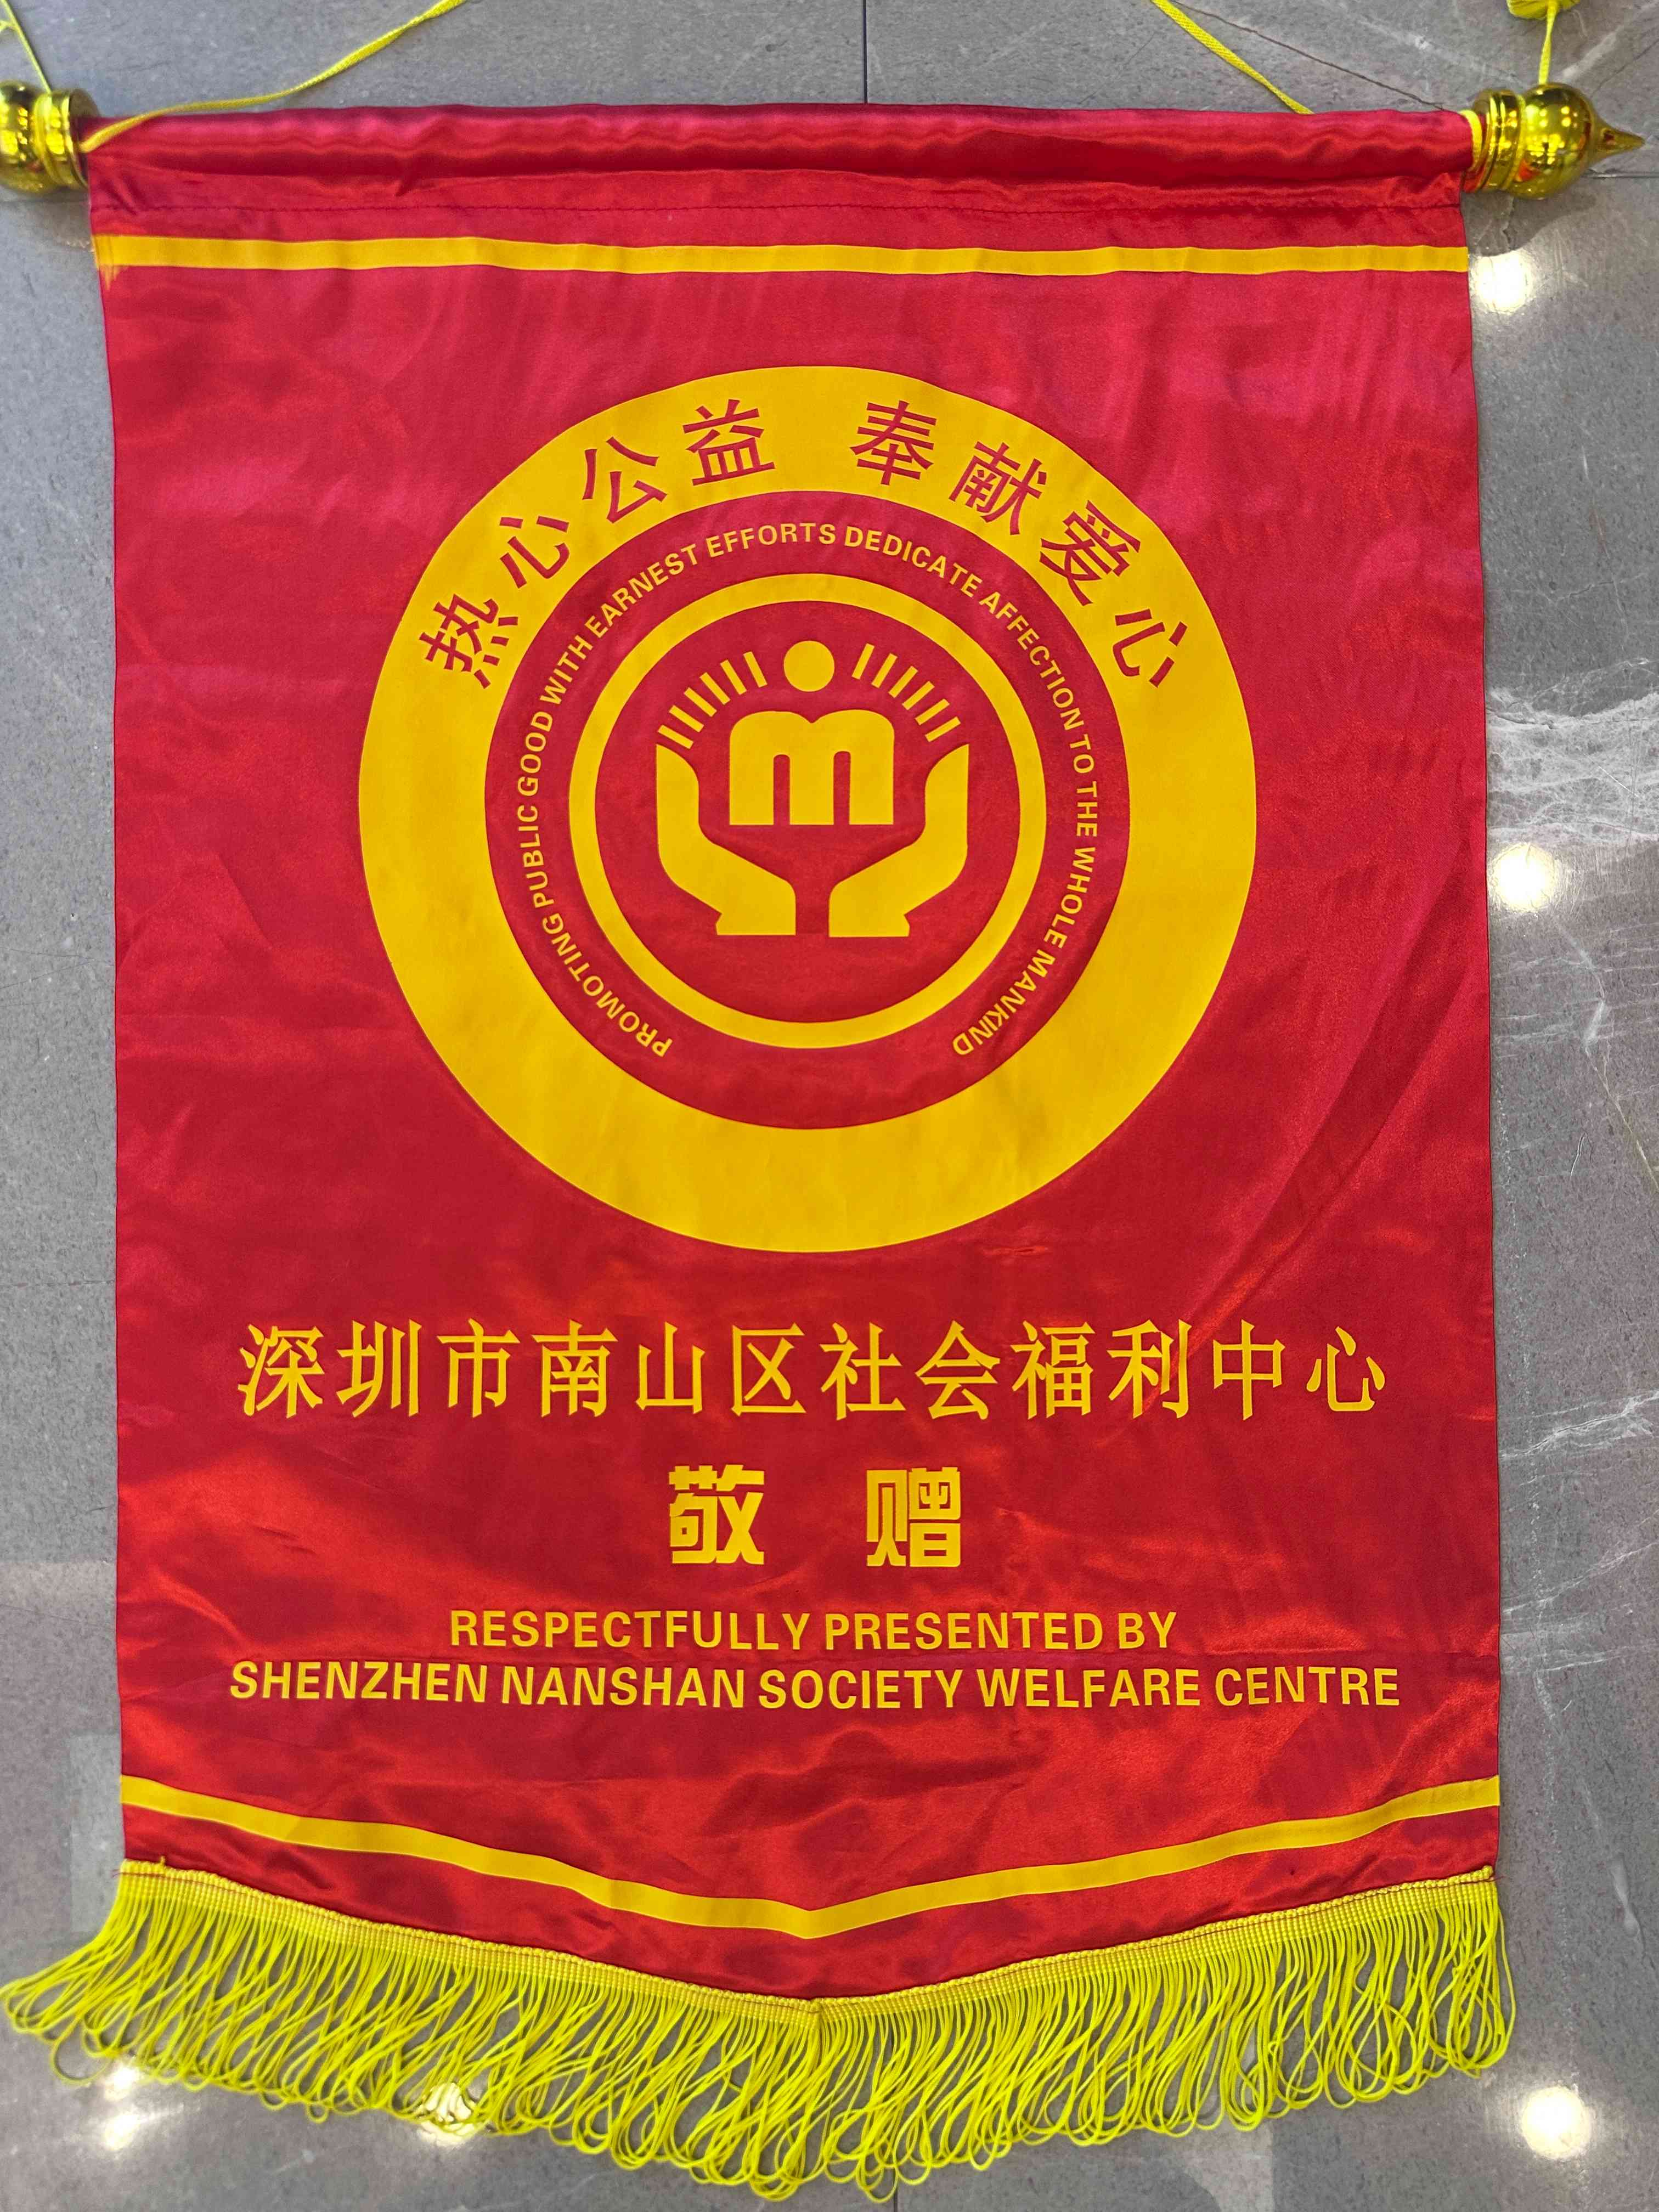 热心公益 奉献爱心
PROMOTING PUBLIC GOOD WITH EARNEST EFFORTS DEDICATE AFFECTION TO THE WHOLE MANKIND
深圳市南山区社会福利中心
敬 赠
RESPECTFULLY PRESENTED BY
SHENZHEN NANSHAN SOCIETY WELFARE CENTRE